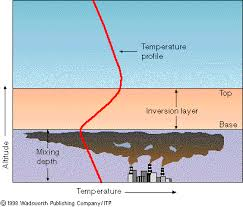 Temperature
profile
Top
Inversion layer
Base
Mixing
depth
Altitude
Temperature
© 1998 Wadsworth Publishing Company/ITP